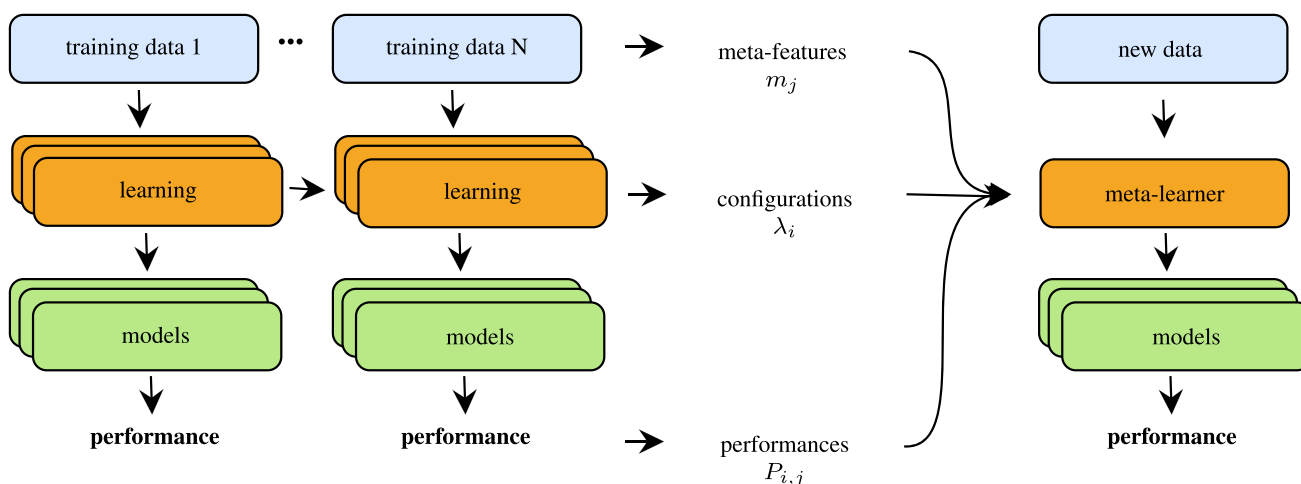 training data 1
...
training data N
meta-features
m_j
new data
learning
learning
configurations
λ_i
meta-learner
models
models
models
performance
performance
performances
P_{i,j}
performance